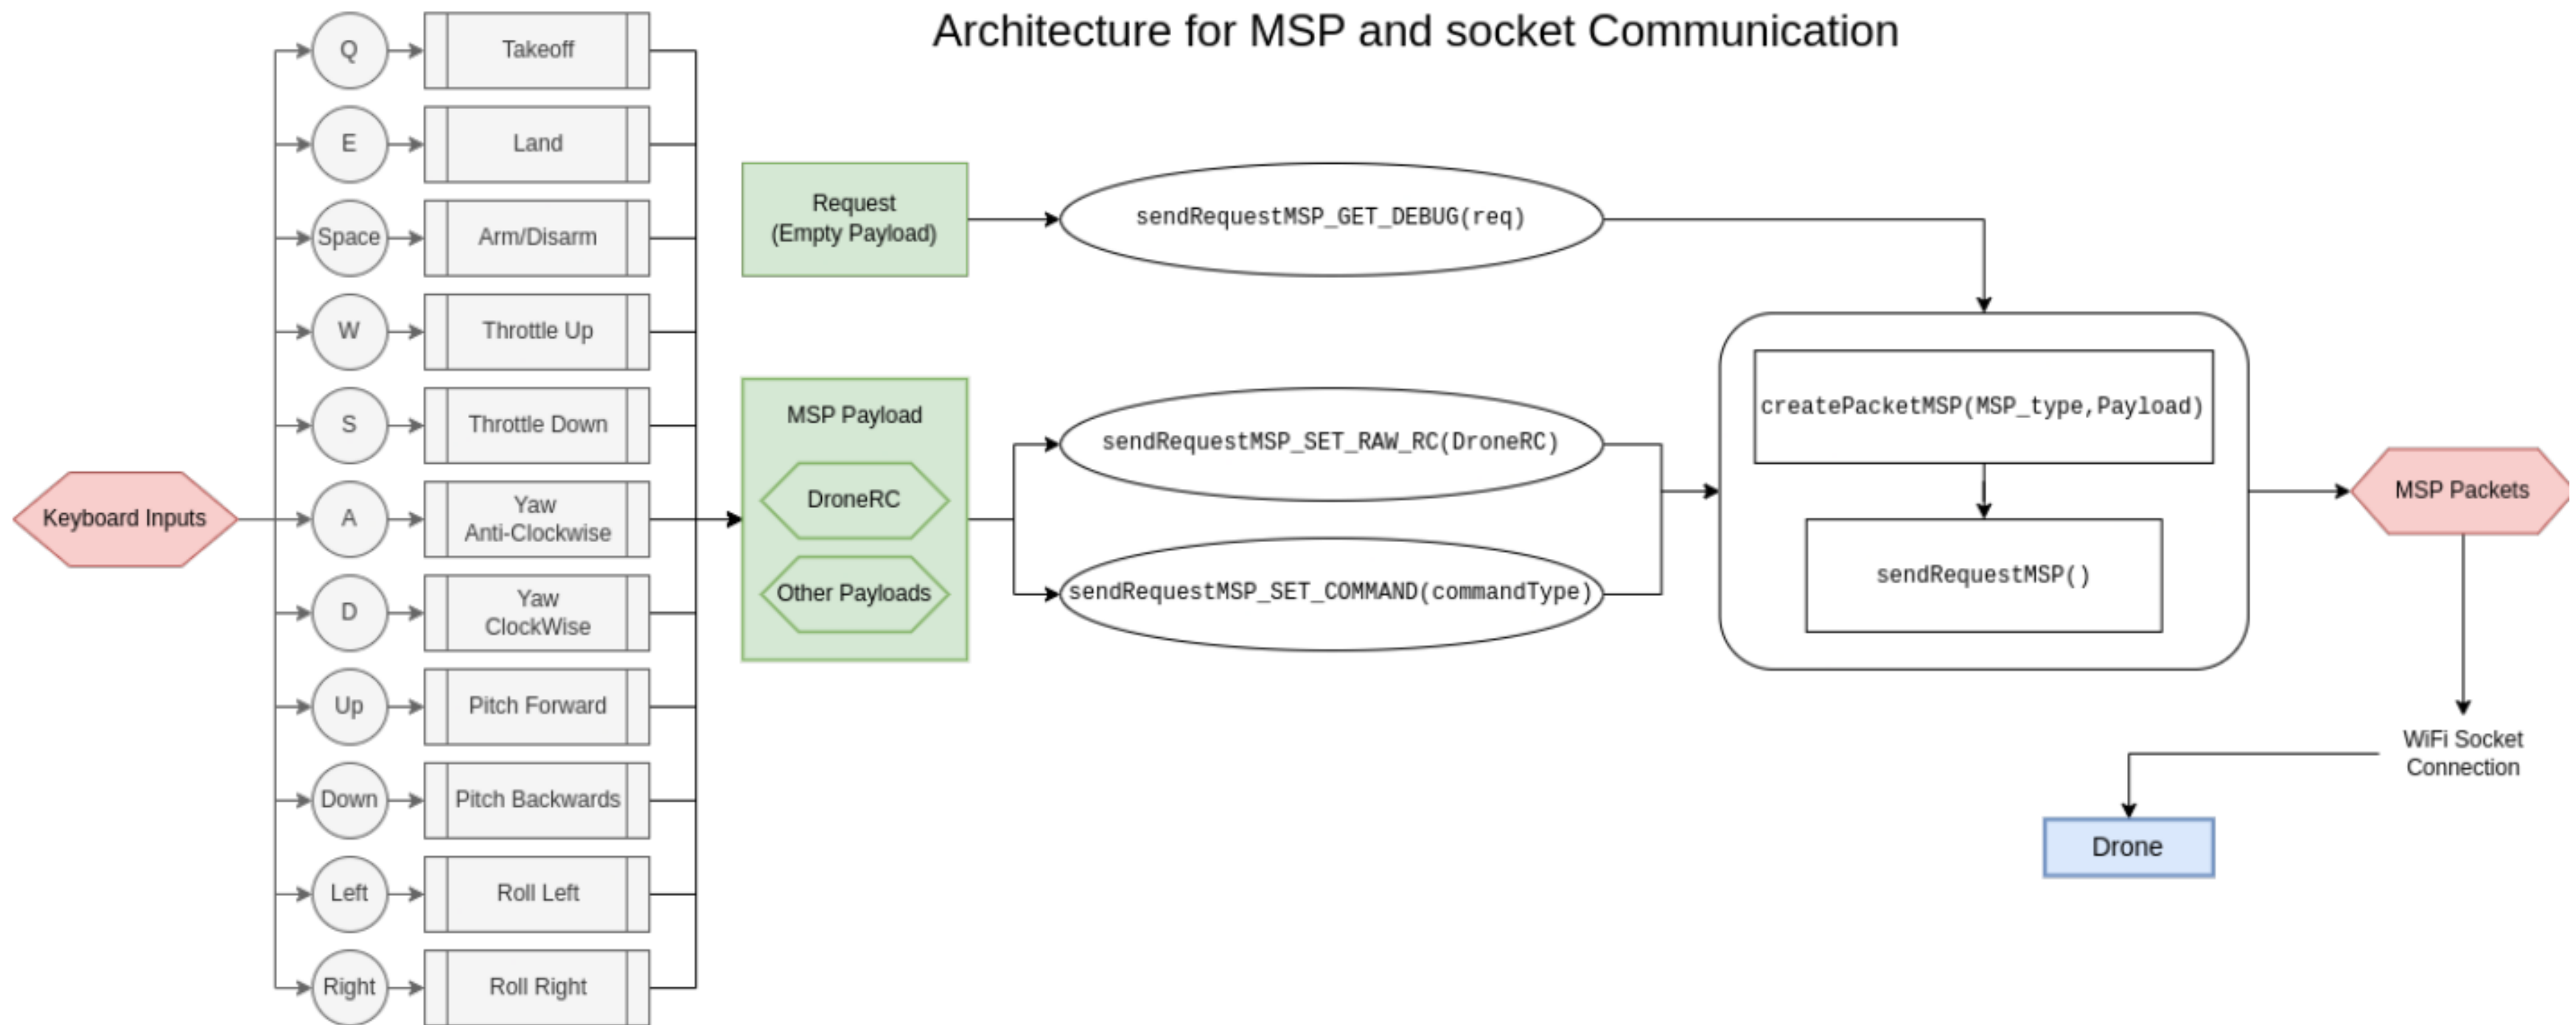 Architecture for MSP and socket Communication
Keyboard Inputs
Q
Takeoff
E
Land
Space
Arm/Disarm
W
Throttle Up
S
Throttle Down
A
Yaw
Anti-Clockwise
D
Yaw
ClockWise
Up
Pitch Forward
Down
Pitch Backwards
Left
Roll Left
Right
Roll Right
Request
(Empty Payload)
sendRequestMSP_GET_DEBUG(req)
MSP Payload
DroneRC
Other Payloads
sendRequestMSP_SET_RAW_RC(DroneRC)
sendRequestMSP_SET_COMMAND(commandType)
createPacketMSP(MSP_type,Payload)
sendRequestMSP()
MSP Packets
WiFi Socket
Connection
Drone